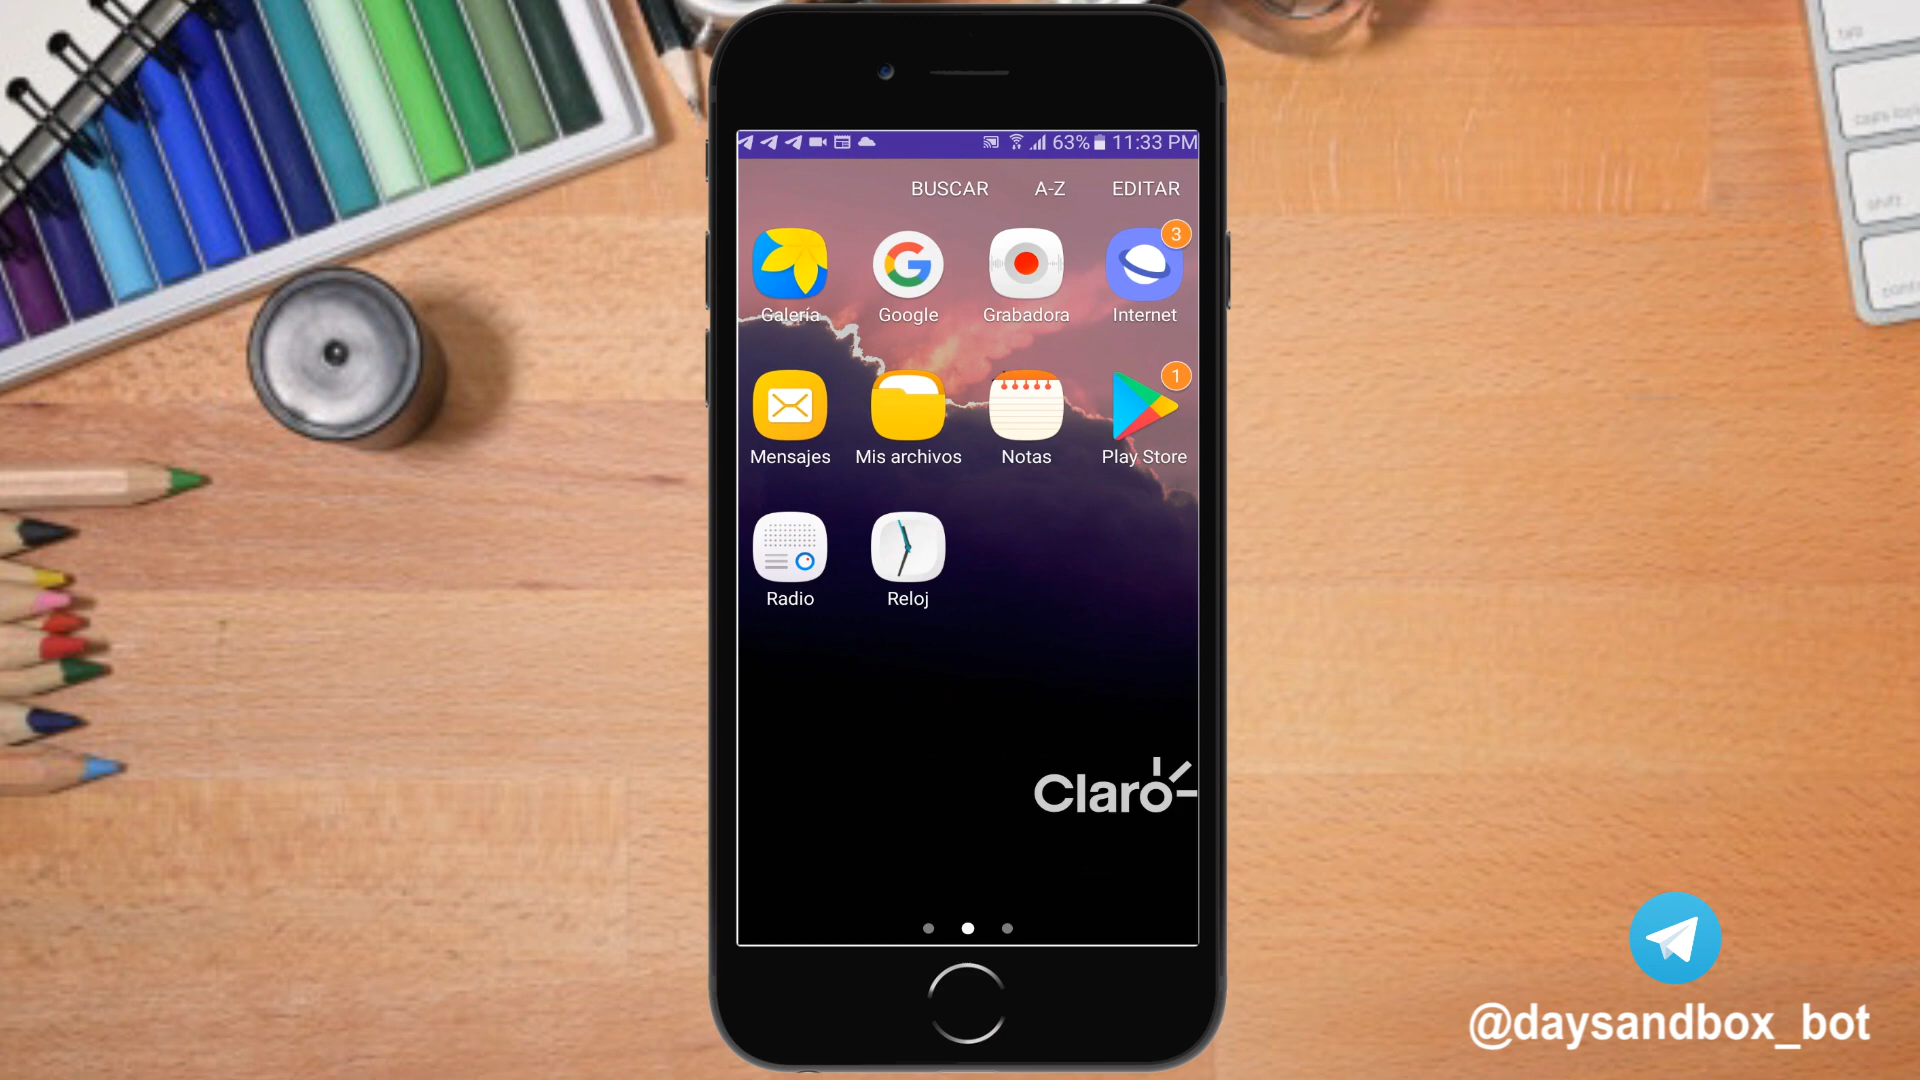 63% 11:33 PM
BUSCAR A-Z EDITAR
3
Galería Google Grabadora Internet
1
Mensajes Mis archivos Notas Play Store
Radio Reloj
Claro
@daysandbox_bot